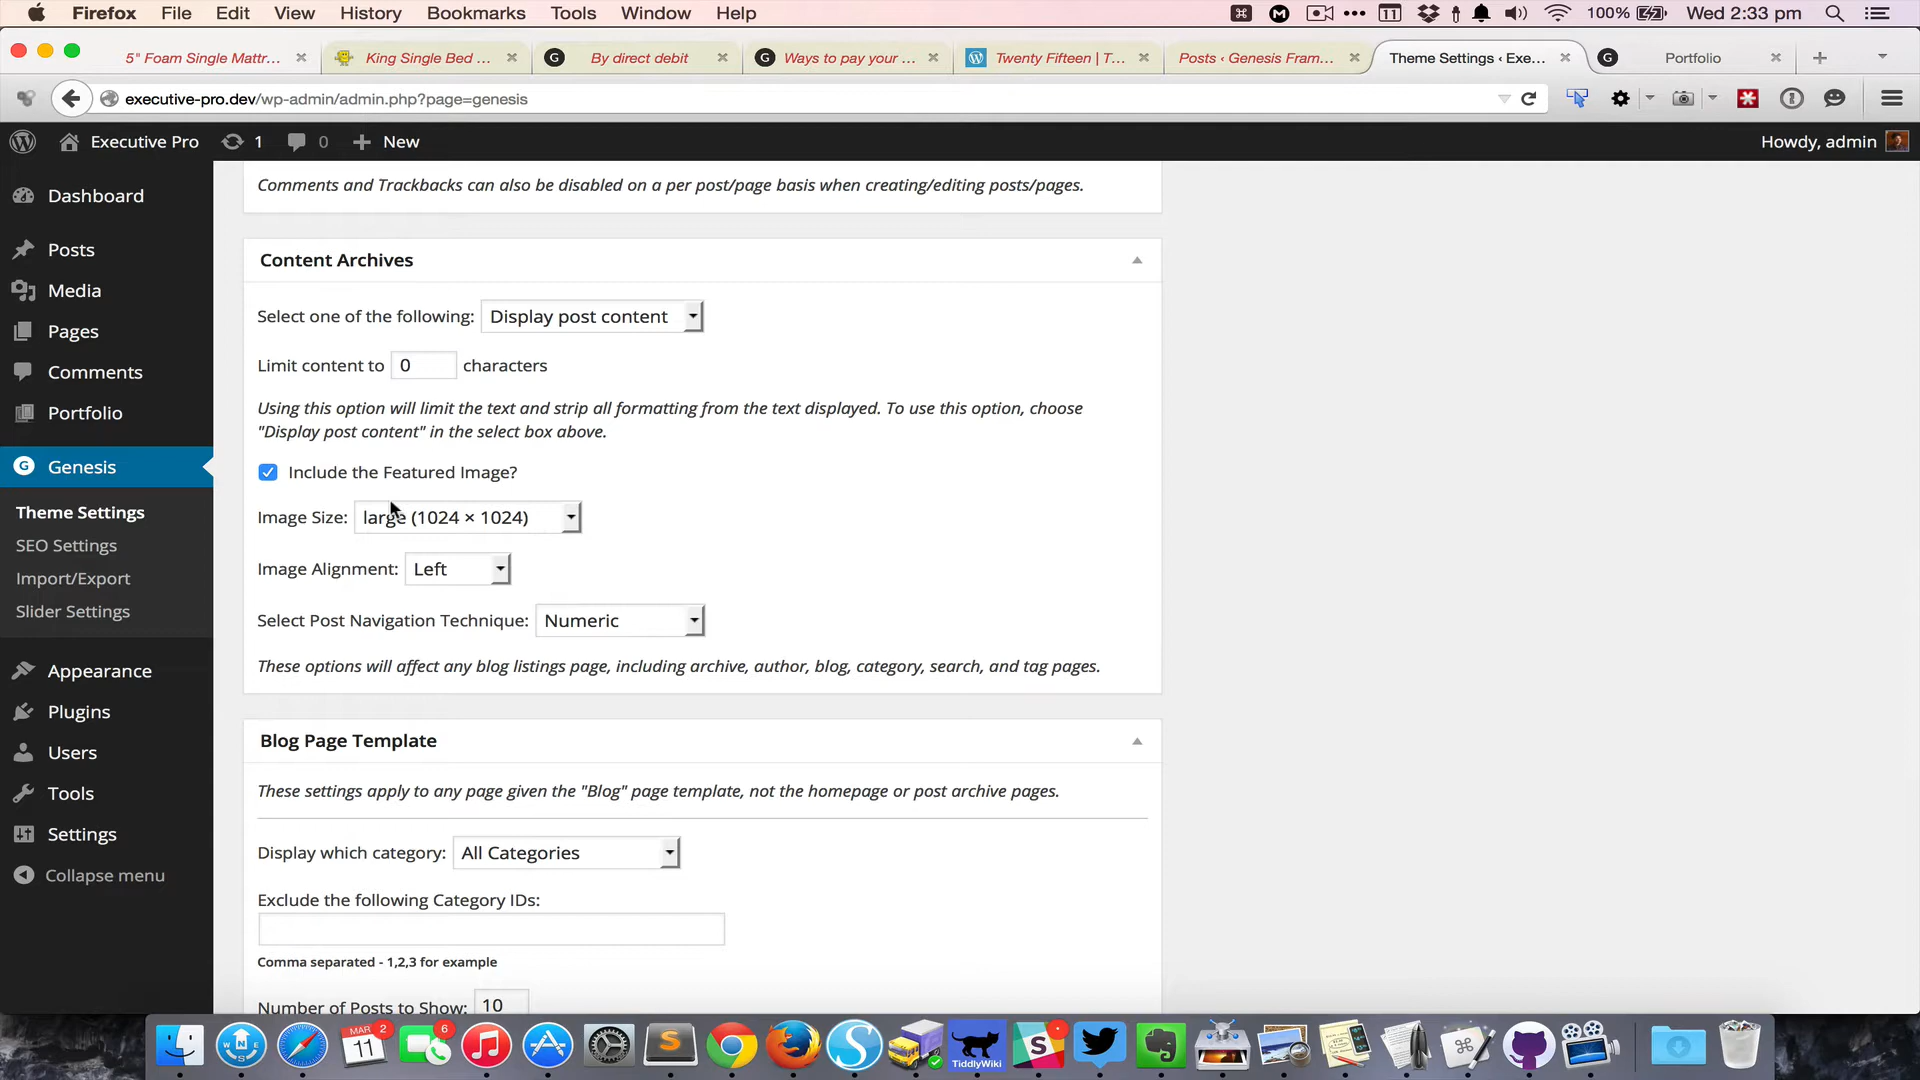 Firefox File Edit View History Bookmarks Tools Window Help 11 100% Wed 2:33 pm
5" Foam Single Mattr... King Single Bed ... By direct debit Ways to pay your ... Twenty Fifteen | T... Posts ‹ Genesis Fram... Theme Settings ‹ Exe... Portfolio
executive-pro.dev/wp-admin/admin.php?page=genesis
Executive Pro 1 0 + New Howdy, admin
Dashboard
Posts
Media
Pages
Comments
Portfolio
Genesis
Theme Settings
SEO Settings
Import/Export
Slider Settings
Appearance
Plugins
Users
Tools
Settings
Collapse menu
Comments and Trackbacks can also be disabled on a per post/page basis when creating/editing posts/pages.
Content Archives
Select one of the following: Display post content
Limit content to 0 characters
Using this option will limit the text and strip all formatting from the text displayed. To use this option, choose
"Display post content" in the select box above.
Include the Featured Image?
Image Size: large (1024 × 1024)
Image Alignment: Left
Select Post Navigation Technique: Numeric
These options will affect any blog listings page, including archive, author, blog, category, search, and tag pages.
Blog Page Template
These settings apply to any page given the "Blog" page template, not the homepage or post archive pages.
Display which category: All Categories
Exclude the following Category IDs:
Comma separated - 1,2,3 for example
Number of Posts to Show: 10
MAR 2 11 6 TiddlyWiki